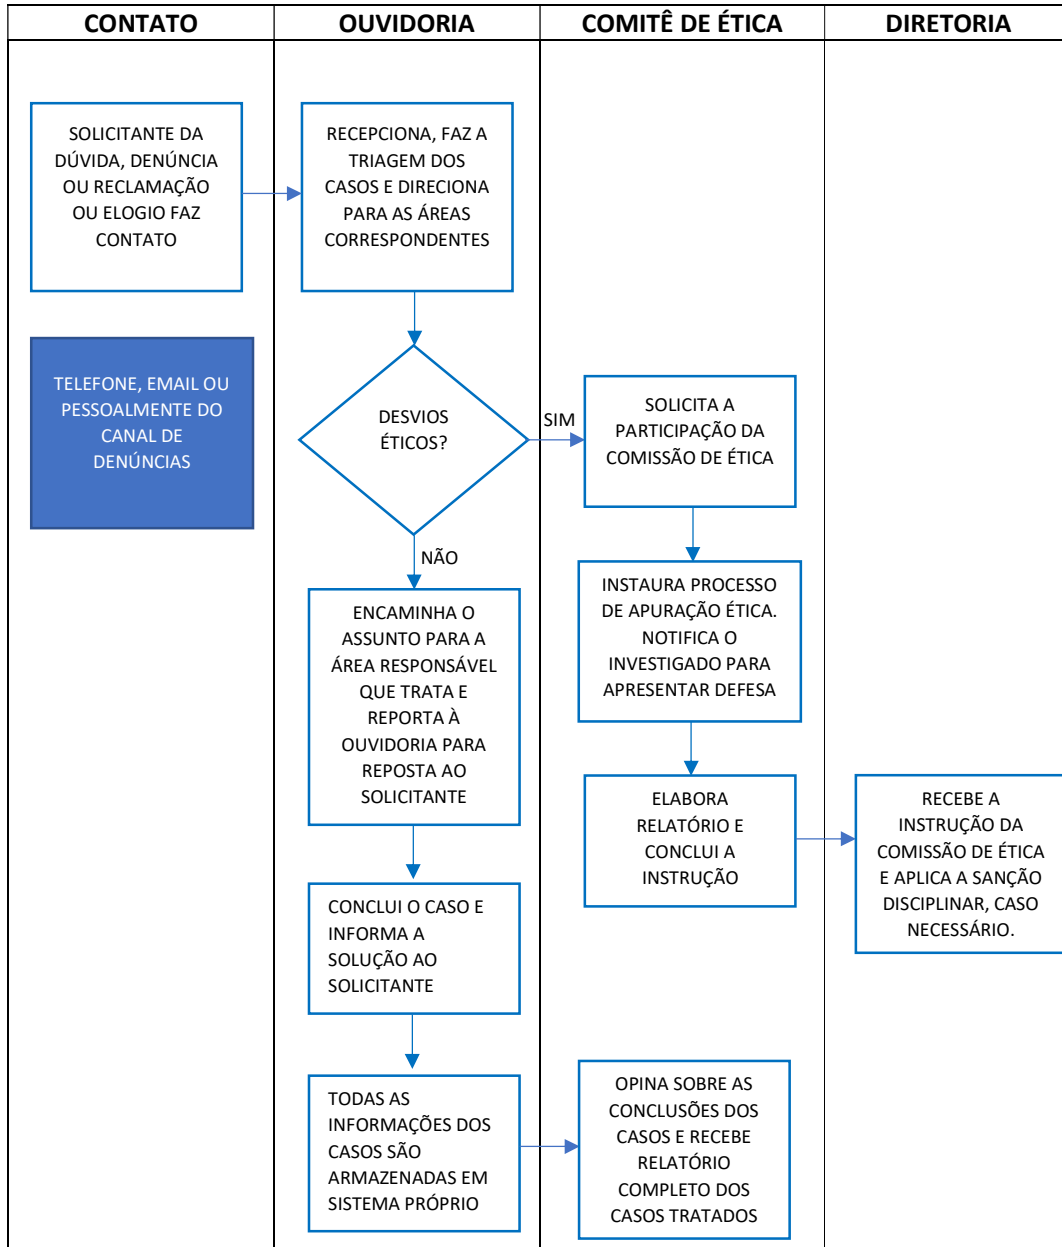 CONTATO
OUVIDORIA
COMITÊ DE ÉTICA
DIRETORIA
SOLICITANTE DA
DÚVIDA, DENÚNCIA
OU RECLAMAÇÃO
OU ELOGIO FAZ
CONTATO
RECEPCIONA, FAZ A
TRIAGEM DOS
CASOS E DIRECIONA
PARA AS ÁREAS
CORRESPONDENTES
TELEFONE, EMAIL OU
PESSOALMENTE DO
CANAL DE
DENÚNCIAS
DESVIOS
ÉTICOS?
SIM
SOLICITA A
PARTICIPAÇÃO DA
COMISSÃO DE ÉTICA
NÃO
ENCAMINHA O
ASSUNTO PARA A
ÁREA RESPONSÁVEL
QUE TRATA E
REPORTA À
OUVIDORIA PARA
REPOSTA AO
SOLICITANTE
INSTAURA PROCESSO
DE APURAÇÃO ÉTICA.
NOTIFICA O
INVESTIGADO PARA
APRESENTAR DEFESA
ELABORA
RELATÓRIO E
CONCLUI A
INSTRUÇÃO
RECEBE A
INSTRUÇÃO DA
COMISSÃO DE ÉTICA
E APLICA A SANÇÃO
DISCIPLINAR, CASO
NECESSÁRIO.
CONCLUI O CASO E
INFORMA A
SOLUÇÃO AO
SOLICITANTE
TODAS AS
INFORMAÇÕES DOS
CASOS SÃO
ARMAZENADAS EM
SISTEMA PRÓPRIO
OPINA SOBRE AS
CONCLUSÕES DOS
CASOS E RECEBE
RELATÓRIO
COMPLETO DOS
CASOS TRATADOS